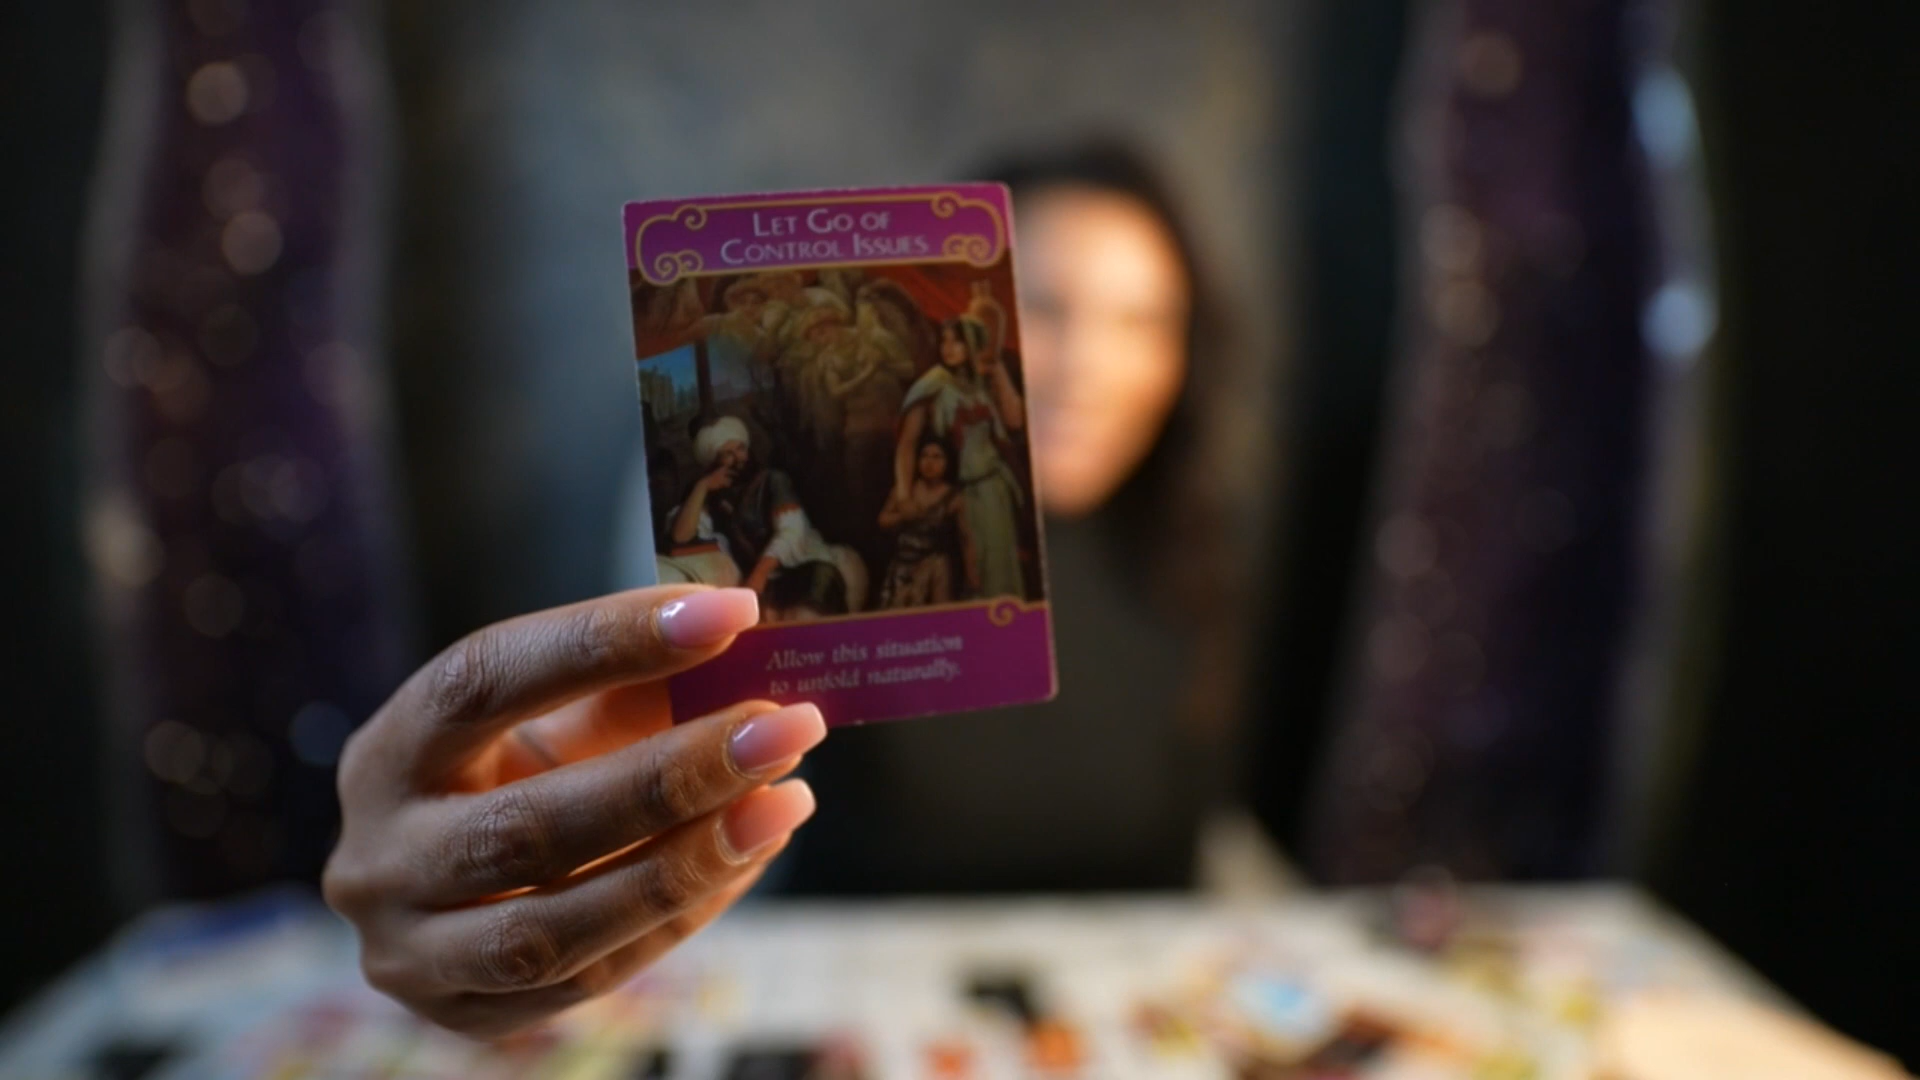 LET GO OF
CONTROL ISSUES
Allow this situation
to unfold naturally.